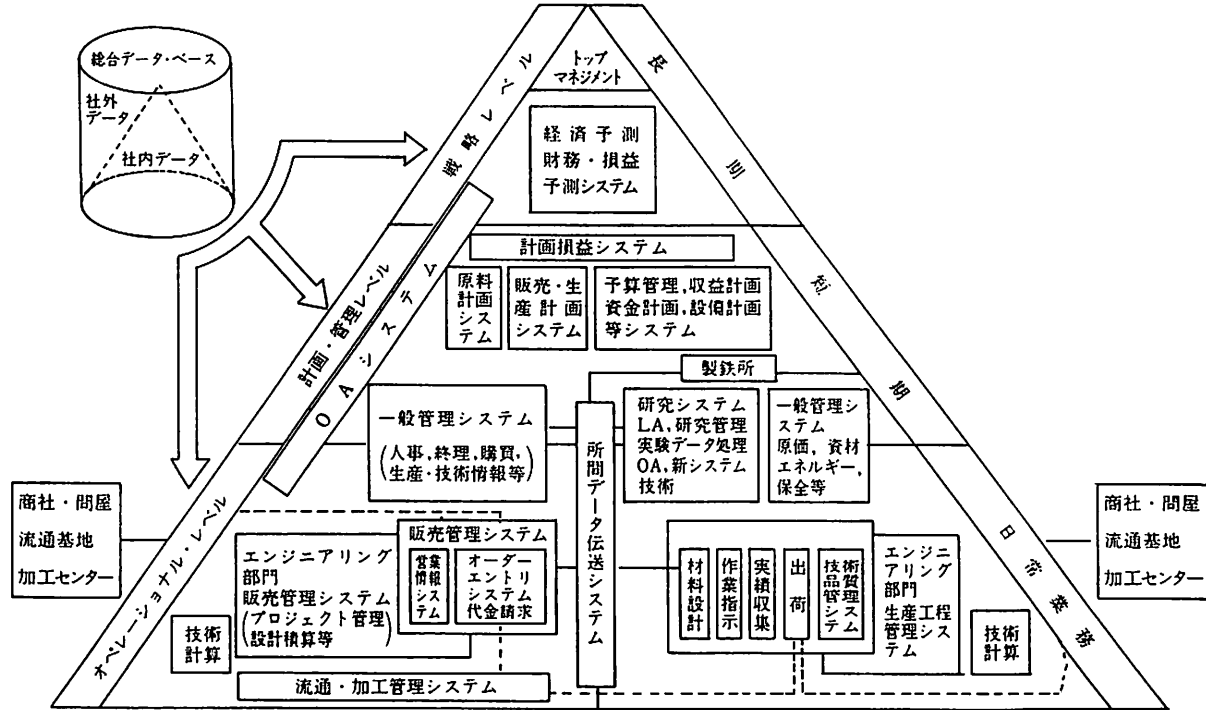 総合データ・ベース
社外
データ
社内データ
戦略レベル
計画・管理レベル
オペレーショナル・レベル
OAシステム
長期
短期
日常業務
トップ
マネジメント
経済予測
財務・損益
予測システム
計画損益システム
原料
計画
シス
テム
販売・生
産計画
システム
予算管理,収益計画
資金計画,設備計画
等システム
製鉄所
一般管理システム
(人事,経理,購買,
生産・技術情報等)
所間データ伝送システム
研究システム
LA,研究管理
実験データ処理
OA,新システム
技術
一般管理シ
ステム
原価,資材
エネルギー,
保全等
商社・問屋
流通基地
加工センター
エンジニアリング
部門
販売管理システム
(プロジェクト管理
設計積算等)
販売管理システム
営業
情報
シス
テム
オーダー
エントリ
システム
代金請求
技術
計算
流通・加工管理システム
材料設計
作業指示
実績収集
出荷
技術
品質
管理
システム
エンジニ
アリング
部門
生産工程
管理シス
テム
技術
計算
商社・問屋
流通基地
加工センター